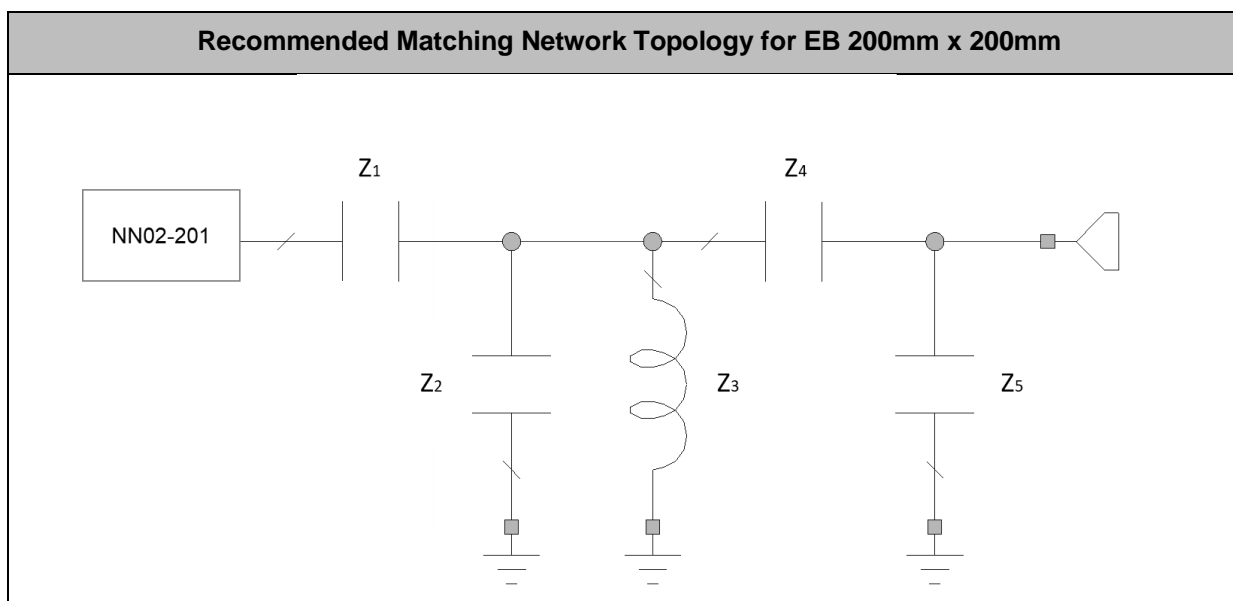 Recommended Matching Network Topology for EB 200mm x 200mm
Z1
Z4
NN02-201
Z2
Z3
Z5